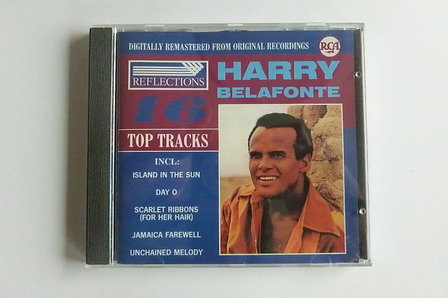 DIGITALLY REMASTERED FROM ORIGINAL RECORDINGS
RCA
REFLECTIONS
HARRY
BELAFONTE
16
TOP TRACKS
INCL:
ISLAND IN THE SUN
DAY O
SCARLET RIBBONS
(FOR HER HAIR)
JAMAICA FAREWELL
UNCHAINED MELODY